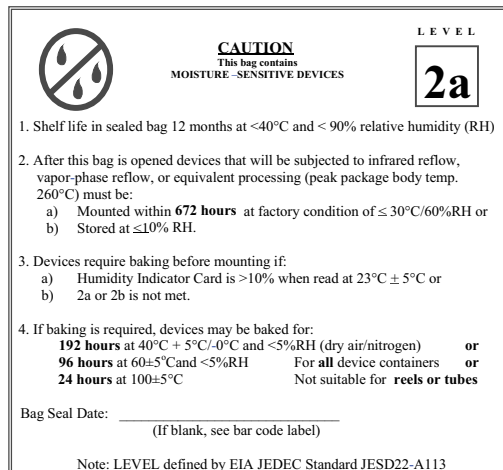 LEVEL
CAUTION
This bag contains
MOISTURE –SENSITIVE DEVICES
2a
1. Shelf life in sealed bag 12 months at <40°C and < 90% relative humidity (RH)
2. After this bag is opened devices that will be subjected to infrared reflow,
vapor-phase reflow, or equivalent processing (peak package body temp.
260°C) must be:
a) Mounted within 672 hours at factory condition of ≤ 30°C/60%RH or
b) Stored at ≤10% RH.
3. Devices require baking before mounting if:
a) Humidity Indicator Card is >10% when read at 23°C ± 5°C or
b) 2a or 2b is not met.
4. If baking is required, devices may be baked for:
192 hours at 40°C + 5°C/-0°C and <5%RH (dry air/nitrogen) or
96 hours at 60±5°Cand <5%RH For all device containers or
24 hours at 100±5°C Not suitable for reels or tubes
Bag Seal Date: ____________________________
(If blank, see bar code label)
Note: LEVEL defined by EIA JEDEC Standard JESD22-A113